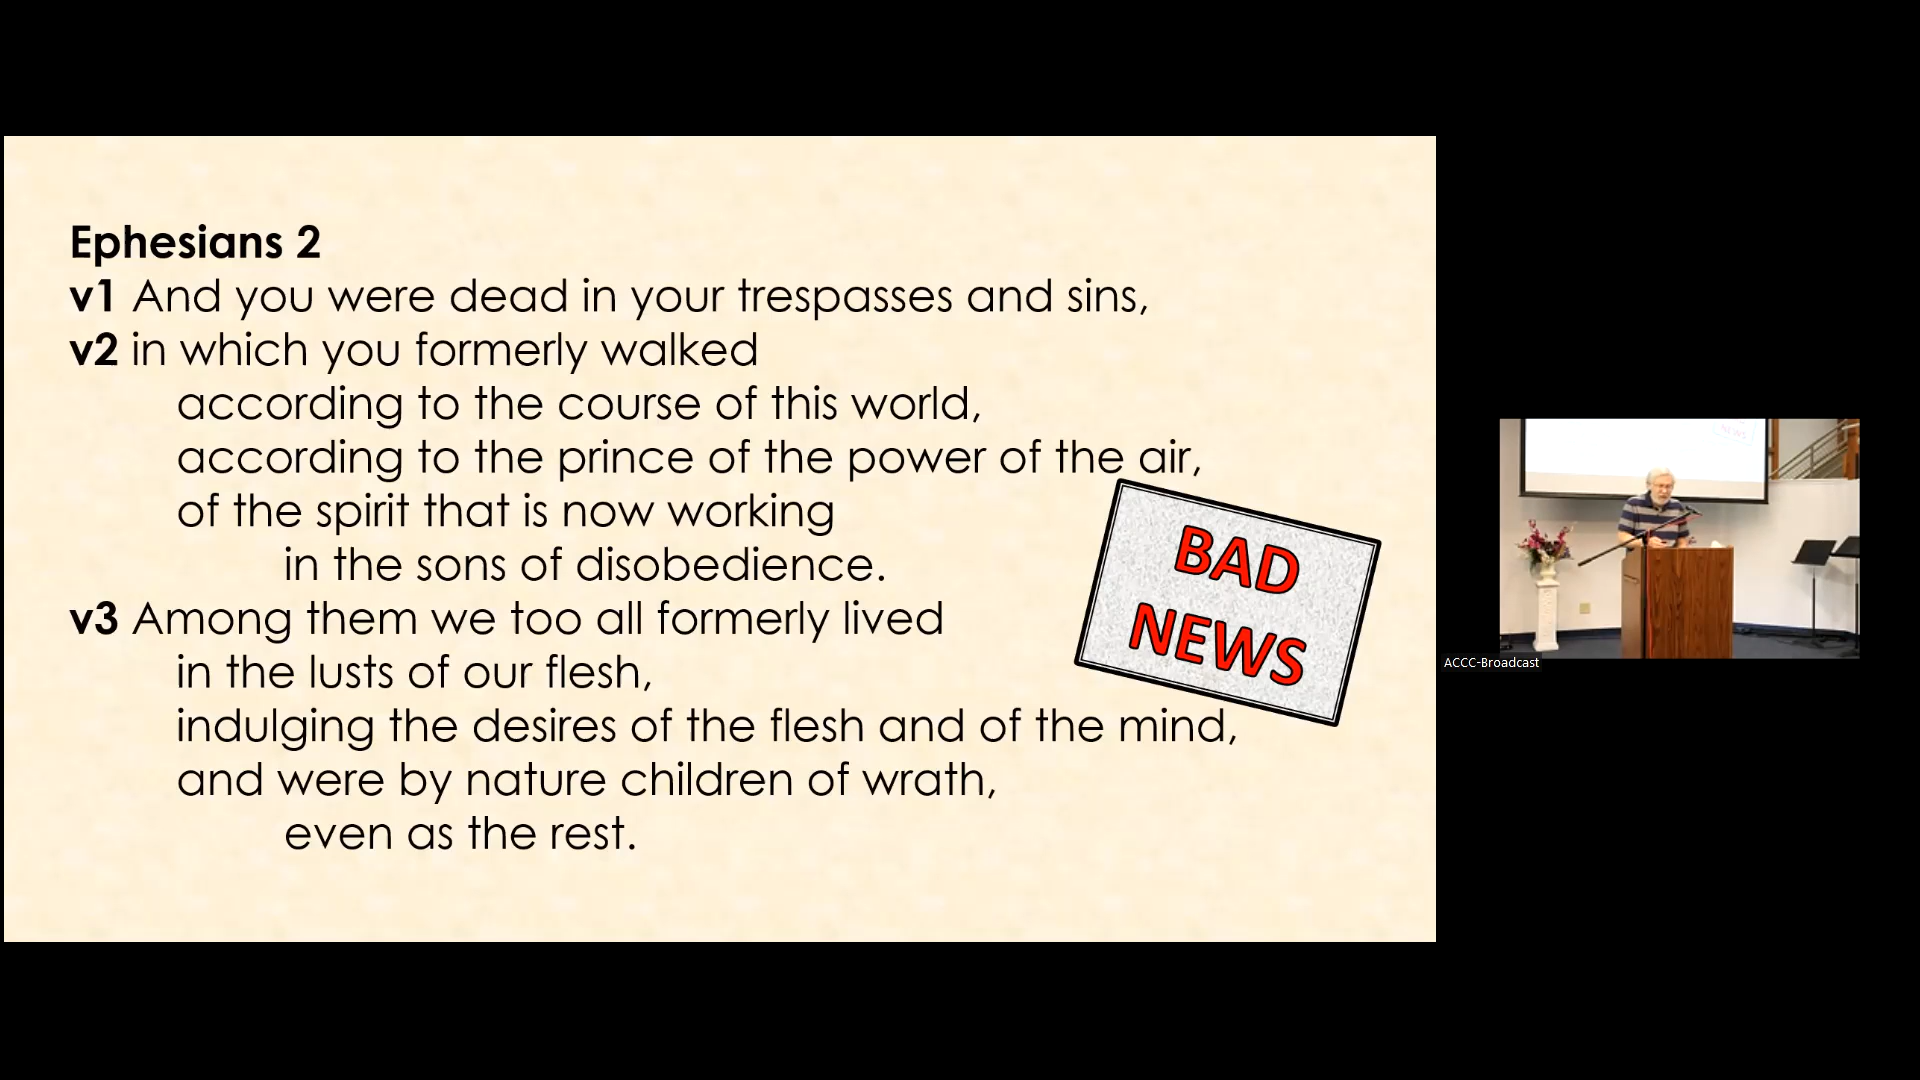 Ephesians 2
v1 And you were dead in your trespasses and sins,
v2 in which you formerly walked
according to the course of this world,
according to the prince of the power of the air,
of the spirit that is now working
in the sons of disobedience.
v3 Among them we too all formerly lived
in the lusts of our flesh,
indulging the desires of the flesh and of the mind,
and were by nature children of wrath,
even as the rest.
BAD
NEWS
NEWS
ACCC-Broadcast